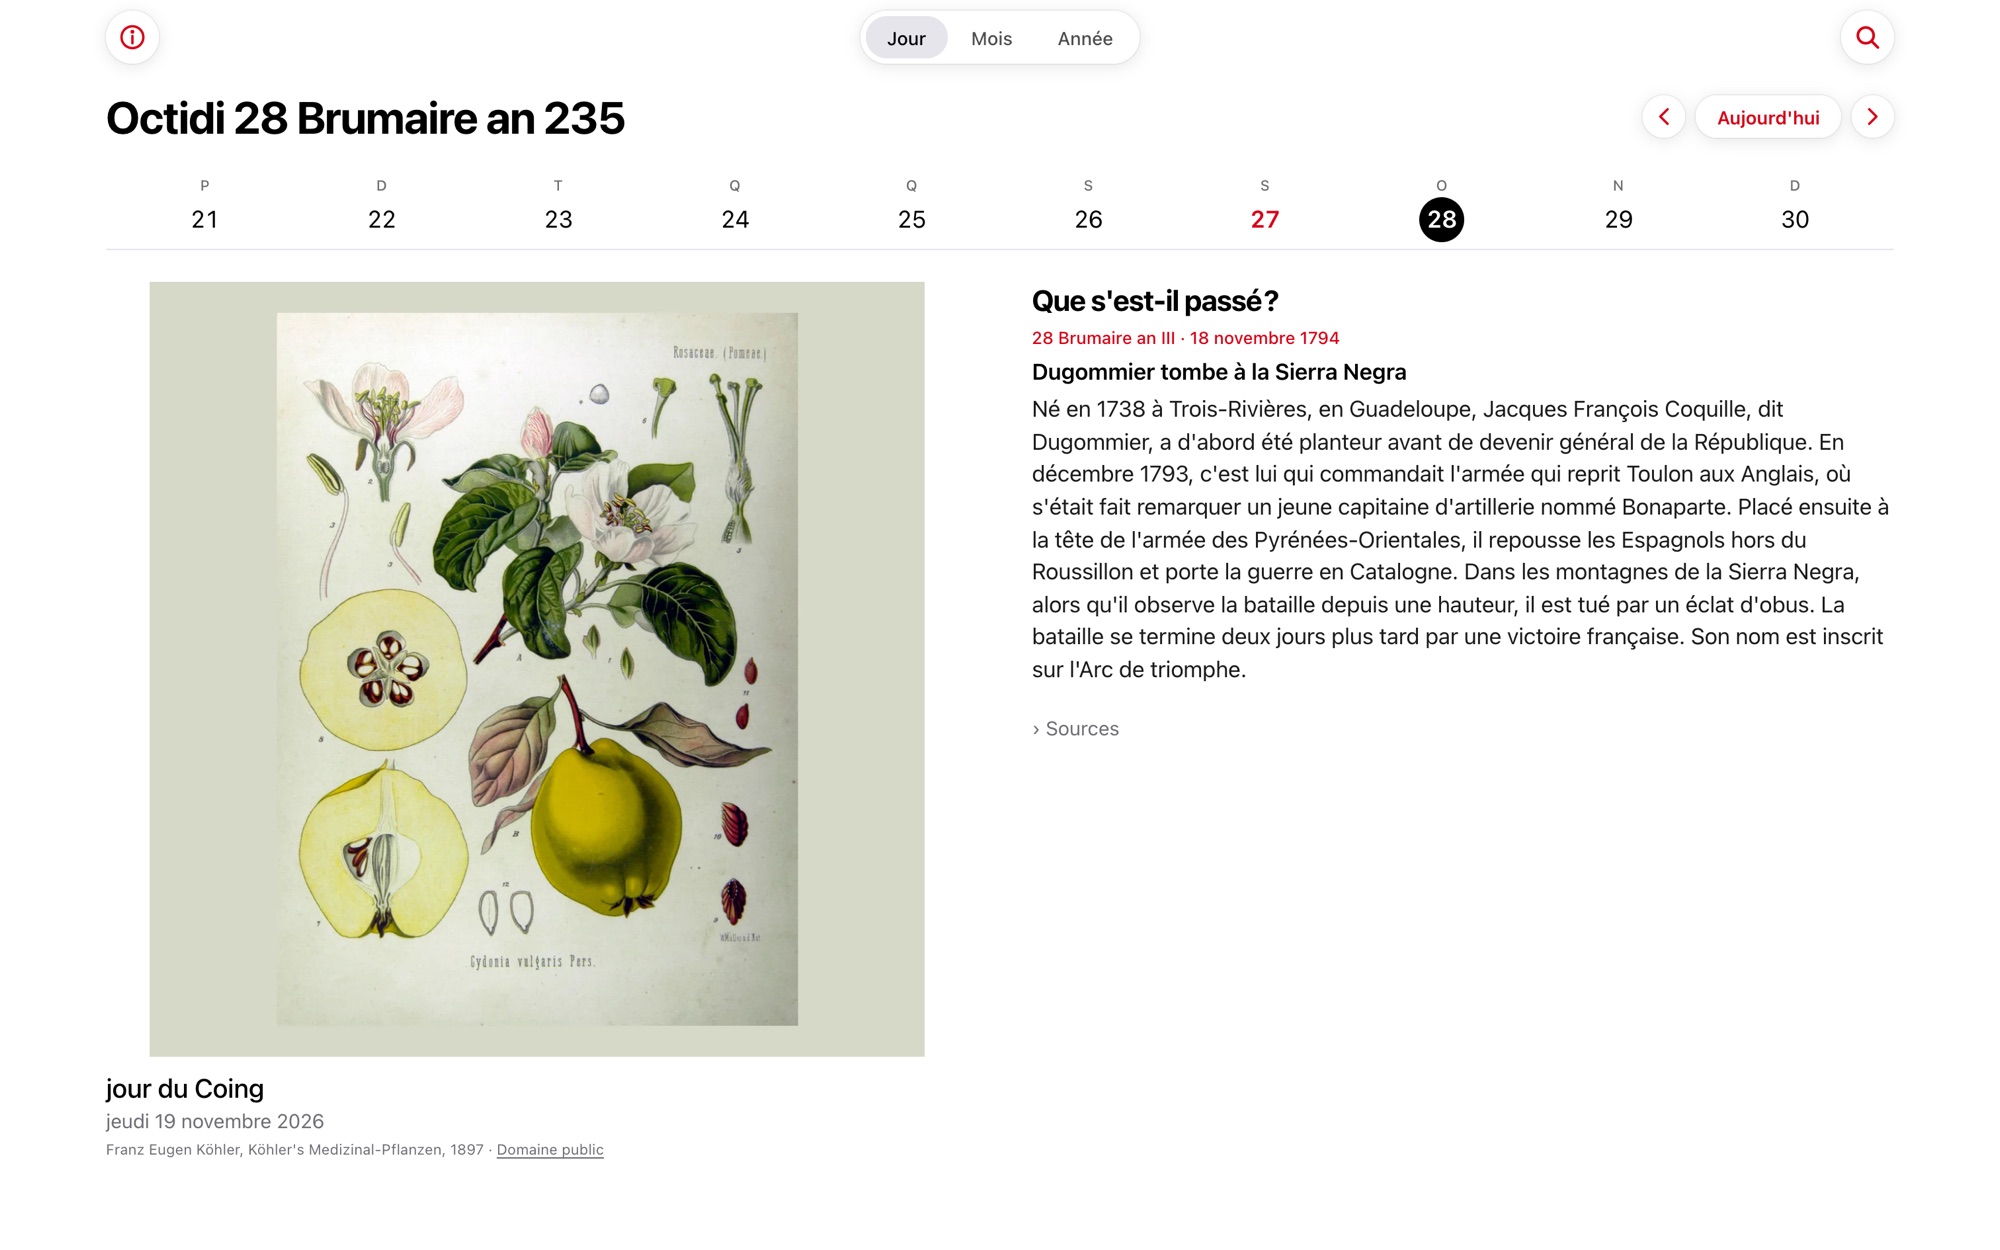 Jour Mois Année
Octidi 28 Brumaire an 235
Aujourd'hui
P D T Q Q S S O N D
21 22 23 24 25 26 27 28 29 30
Rosaceae. (Pomeae.)
Cydonia vulgaris Pers.
jour du Coing
jeudi 19 novembre 2026
Franz Eugen Köhler, Köhler's Medizinal-Pflanzen, 1897 · Domaine public
Que s'est-il passé ?
28 Brumaire an III · 18 novembre 1794
Dugommier tombe à la Sierra Negra
Né en 1738 à Trois-Rivières, en Guadeloupe, Jacques François Coquille, dit
Dugommier, a d'abord été planteur avant de devenir général de la République. En
décembre 1793, c'est lui qui commandait l'armée qui reprit Toulon aux Anglais, où
s'était fait remarquer un jeune capitaine d'artillerie nommé Bonaparte. Placé ensuite à
la tête de l'armée des Pyrénées-Orientales, il repousse les Espagnols hors du
Roussillon et porte la guerre en Catalogne. Dans les montagnes de la Sierra Negra,
alors qu'il observe la bataille depuis une hauteur, il est tué par un éclat d'obus. La
bataille se termine deux jours plus tard par une victoire française. Son nom est inscrit
sur l'Arc de triomphe.
› Sources